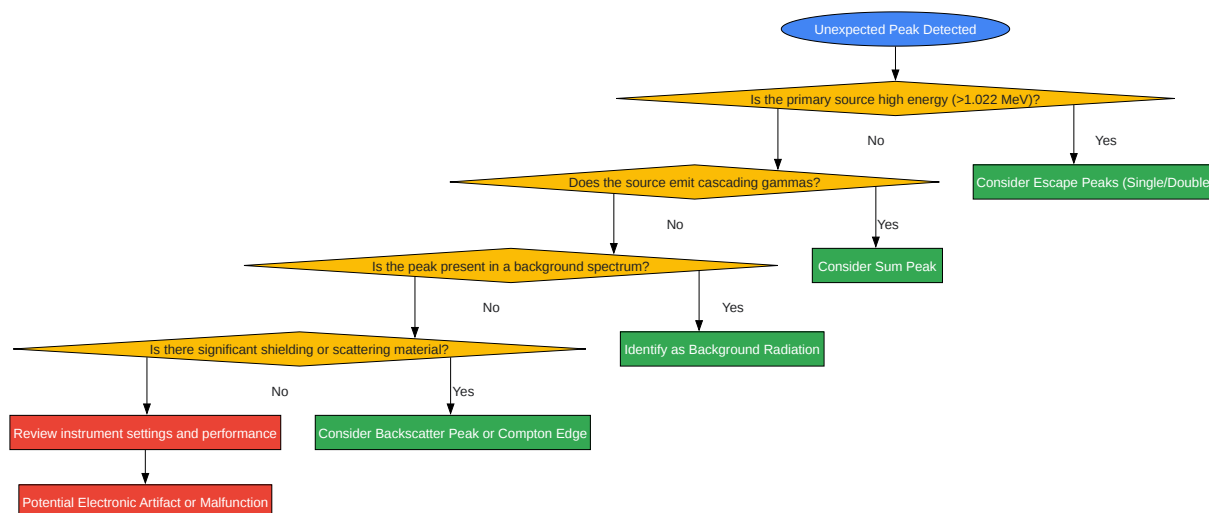 Unexpected Peak Detected
Is the primary source high energy (>1.022 MeV)?
No
Yes
Does the source emit cascading gammas?
Consider Escape Peaks (Single/Double
No
Yes
Is the peak present in a background spectrum?
Consider Sum Peak
No
Yes
Is there significant shielding or scattering material?
Identify as Background Radiation
No
Yes
Review instrument settings and performance
Consider Backscatter Peak or Compton Edge
Potential Electronic Artifact or Malfunction